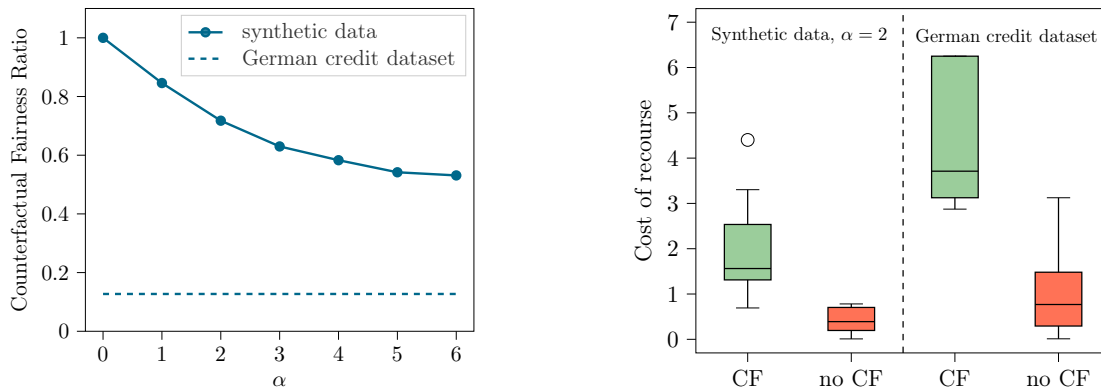 Counterfactual Fairness Ratio
1
0.8
0.6
0.4
0.2
0
0 1 2 3 4 5 6
α
synthetic data
German credit dataset
Cost of recourse
7
6
5
4
3
2
1
0
Synthetic data, α = 2
German credit dataset
CF no CF CF no CF